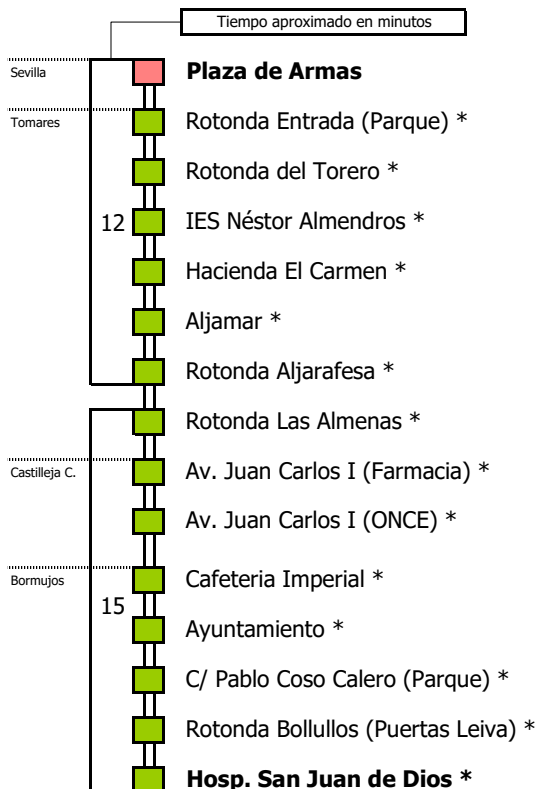 Tiempo aproximado en minutos
Sevilla
Plaza de Armas
Tomares
Rotonda Entrada (Parque) *
Rotonda del Torero *
12
IES Néstor Almendros *
Hacienda El Carmen *
Aljamar *
Rotonda Aljarafesa *
Rotonda Las Almenas *
Castilleja C.
Av. Juan Carlos I (Farmacia) *
Av. Juan Carlos I (ONCE) *
Bormujos
Cafeteria Imperial *
15
Ayuntamiento *
C/ Pablo Coso Calero (Parque) *
Rotonda Bollullos (Puertas Leiva) *
Hosp. San Juan de Dios *